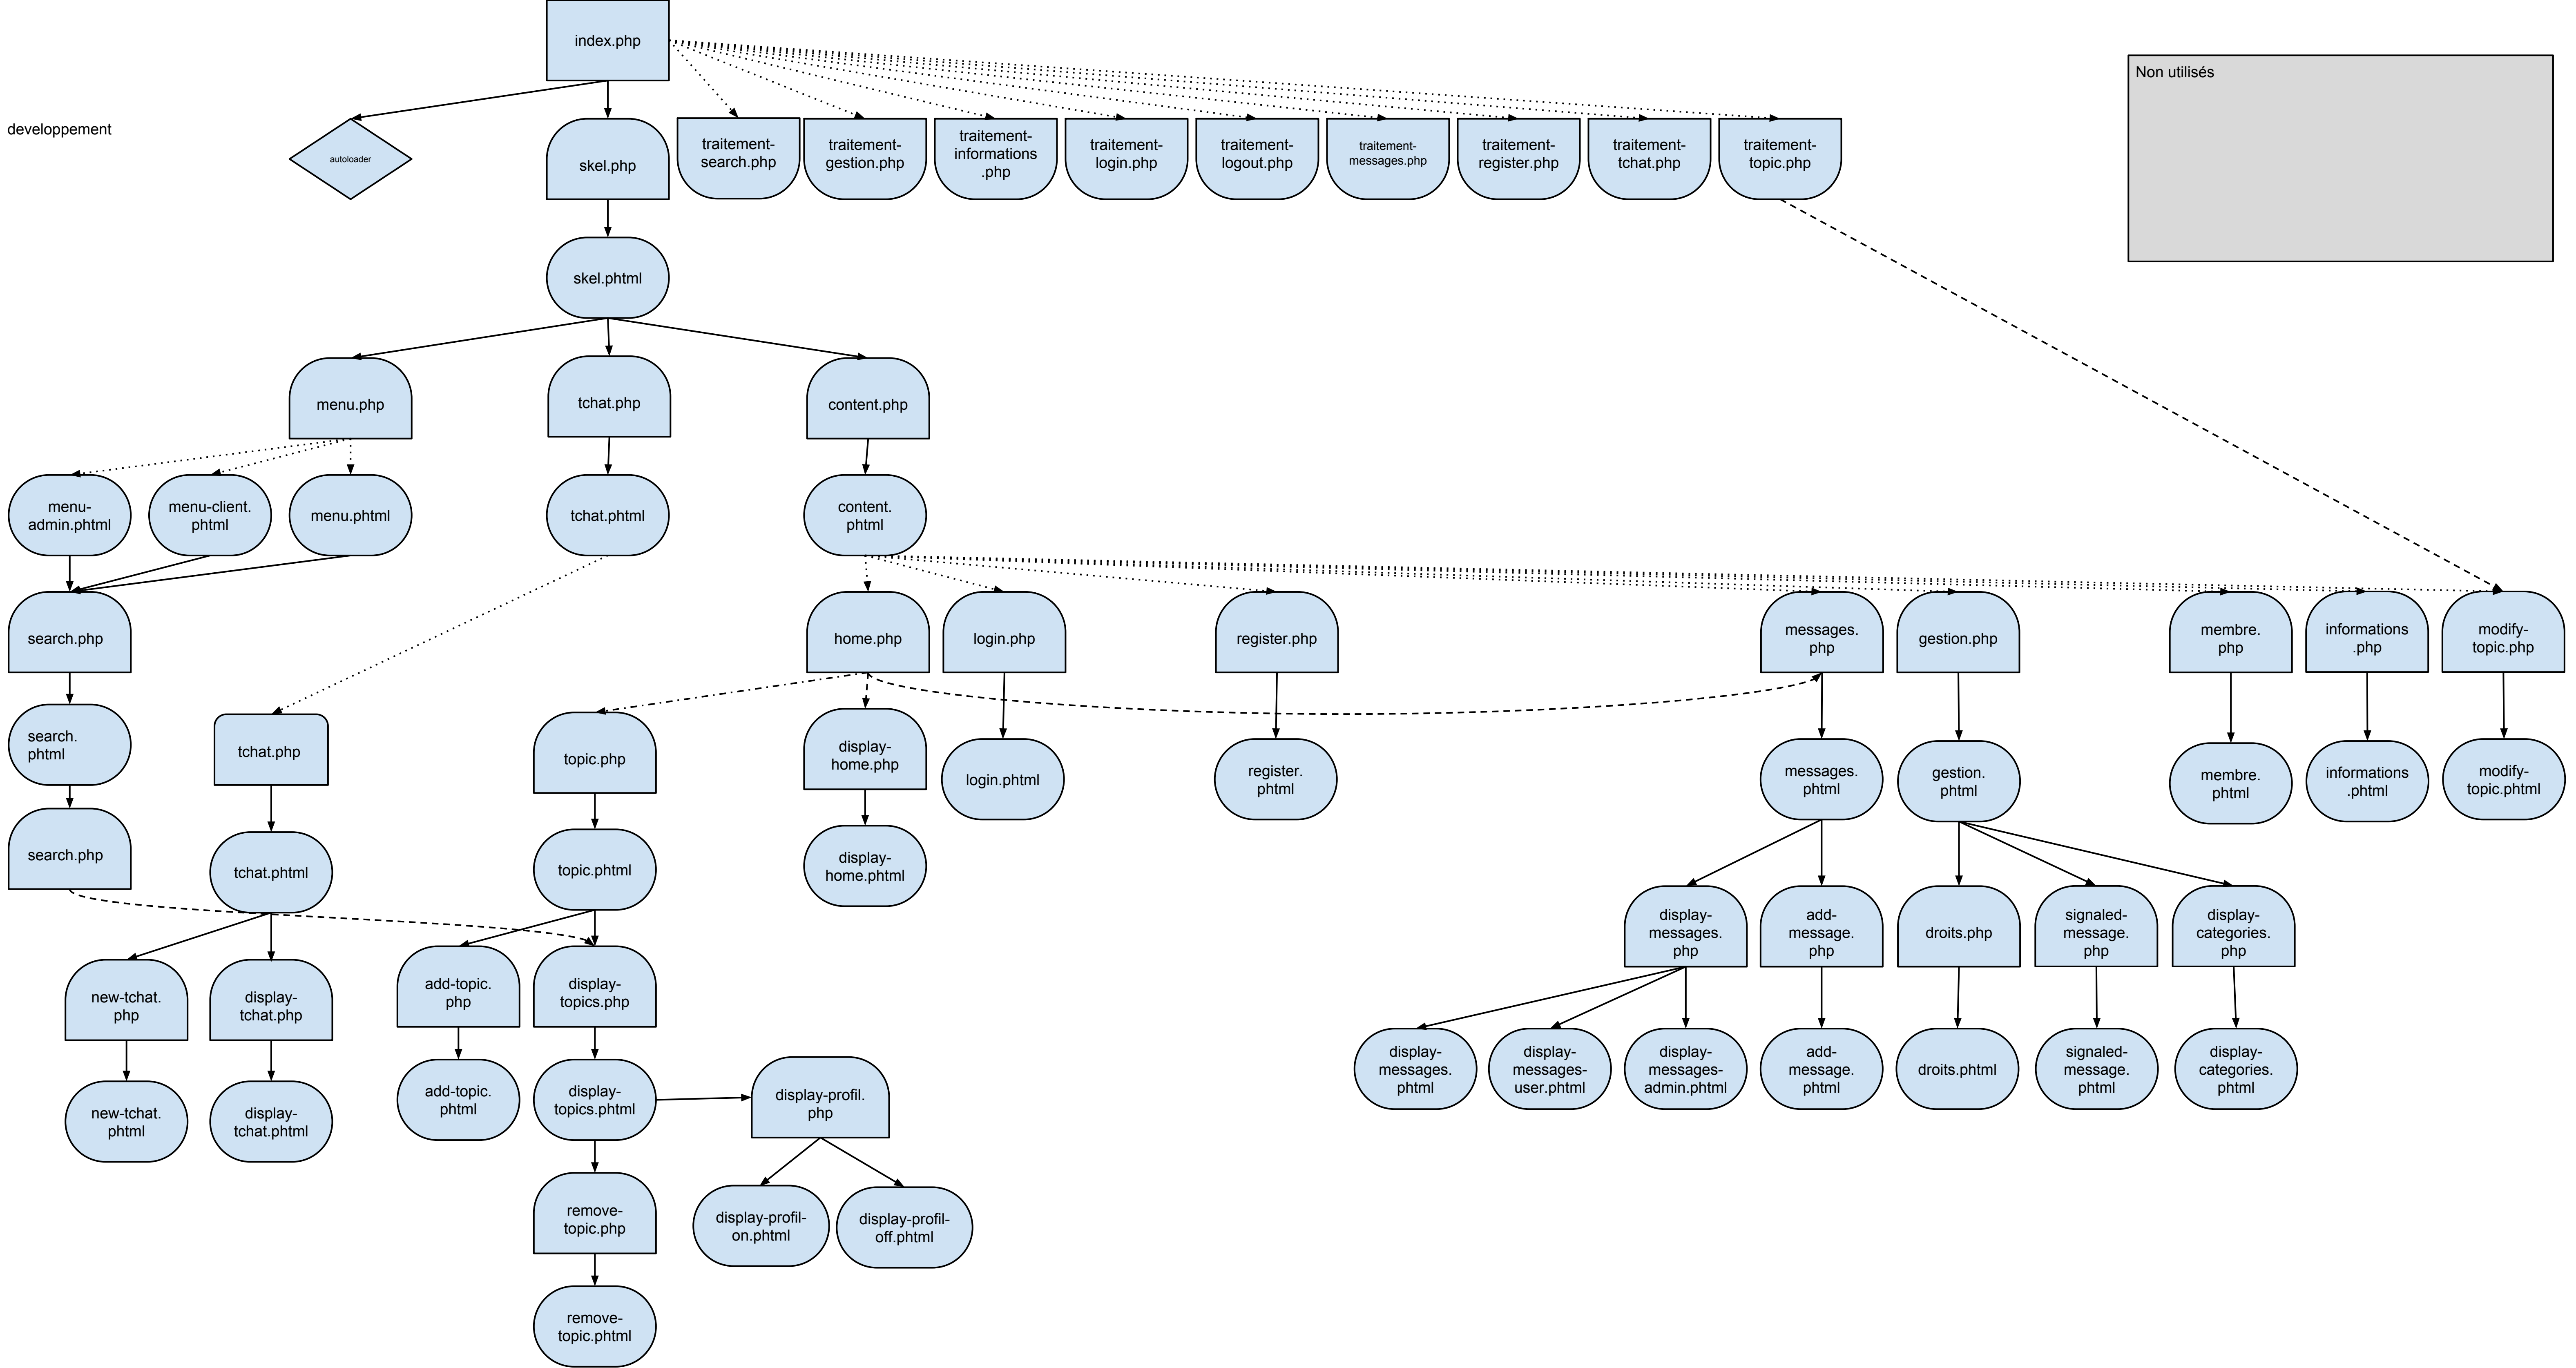 index.php
Non utilisés
developpement
autoloader
skel.php
traitement-
search.php
traitement-
gestion.php
traitement-
informations
.php
traitement-
login.php
traitement-
logout.php
traitement-
messages.php
traitement-
register.php
traitement-
tchat.php
traitement-
topic.php
skel.phtml
menu.php
tchat.php
content.php
menu-
admin.phtml
menu-client.
phtml
menu.phtml
tchat.phtml
content.
phtml
search.php
home.php
login.php
register.php
messages.
php
gestion.php
membre.
php
informations
.php
modify-
topic.php
search.
phtml
tchat.php
topic.php
display-
home.php
login.phtml
register.
phtml
messages.
phtml
gestion.
phtml
membre.
phtml
informations
.phtml
modify-
topic.phtml
search.php
tchat.phtml
topic.phtml
display-
home.phtml
display-
messages.
php
add-
message.
php
droits.php
signaled-
message.
php
display-
categories.
php
new-tchat.
php
display-
tchat.php
add-topic.
php
display-
topics.php
display-
messages.
phtml
display-
messages-
user.phtml
display-
messages-
admin.phtml
add-
message.
phtml
droits.phtml
signaled-
message.
phtml
display-
categories.
phtml
new-tchat.
phtml
display-
tchat.phtml
add-topic.
phtml
display-
topics.phtml
display-profil.
php
remove-
topic.php
display-profil-
on.phtml
display-profil-
off.phtml
remove-
topic.phtml